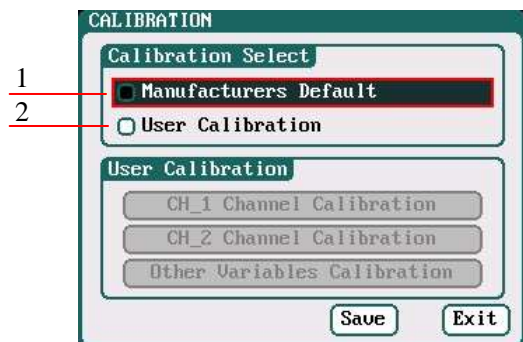 CALIBRATION
Calibration Select
1
Manufacturers Default
2
User Calibration
User Calibration
CH_1 Channel Calibration
CH_2 Channel Calibration
Other Variables Calibration
Save Exit